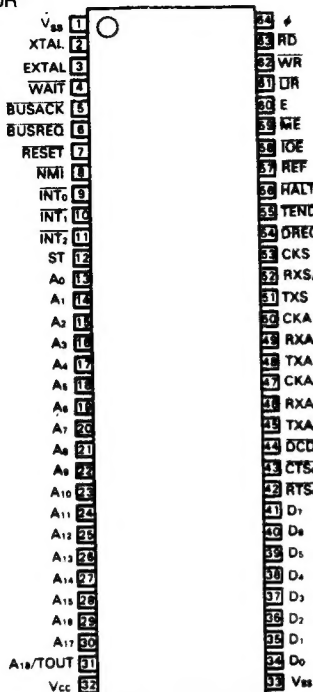 Vss 1
XTAL 2
EXTAL 3
WAIT 4
BUSACK 5
BUSREQ 6
RESET 7
NMI 8
INT0 9
INT1 10
INT2 11
ST 12
A0 13
A1 14
A2 15
A3 16
A4 17
A5 18
A6 19
A7 20
A8 21
A9 22
A10 23
A11 24
A12 25
A13 26
A14 27
A15 28
A16 29
A17 30
A18/TOUT 31
Vcc 32
64 ϕ
63 RD
62 WR
61 LIR
60 E
59 ME
58 IOE
57 REF
56 HALT
55 TEND
54 DREQ
53 CKS
52 RXS/
51 TXS
50 CKA
49 RXA
48 TXA
47 CKA
46 RXA
45 TXA
44 DCD
43 CTS
42 RTS
41 D7
40 D6
39 D5
38 D4
37 D3
36 D2
35 D1
34 D0
33 Vss